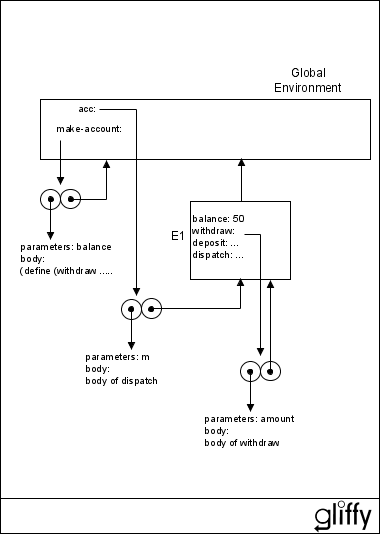 Global
Environment
acc:
make-account:
parameters: balance
body:
(define (withdraw .....
E1
balance: 50
withdraw:
deposit: ...
dispatch: ...
parameters: m
body:
body of dispatch
parameters: amount
body:
body of withdraw
gliffy